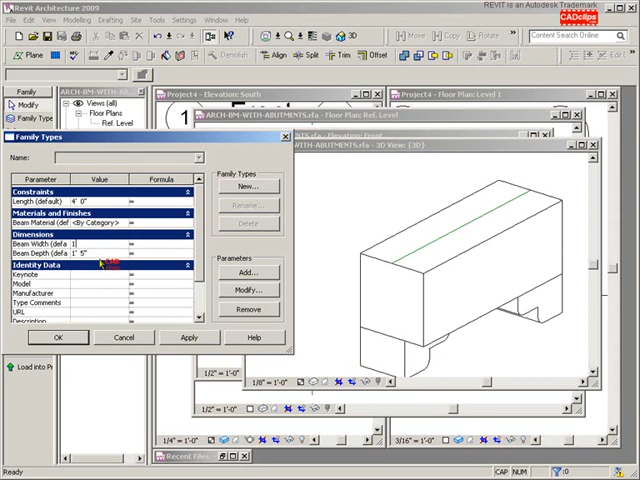 Revit Architecture 2009
REVIT is an Autodesk Trademark
CADclips
File Edit View Modelling Drafting Site Tools Settings Window Help
Content Search Online
Plane
Demolish Align Split Trim Offset
Family
Modify
Family Type
Load into Pr
ARCH-BM-WITH-AB
Views (all)
Floor Plans
Ref. Level
Project4 - Elevation: South
Project4 - Floor Plan: Level 1
1
ARCH-BM-WITH-ABUTMENTS.rfa - Floor Plan: Ref. Level
WITH-ABUTMENTS.rfa - Elevation: Front
WITH-ABUTMENTS.rfa - 3D View: {3D}
Family Types
Name:
Parameter Value Formula
Constraints
Length (default) 4' 0" =
Materials and Finishes
Beam Material (def <By Category> =
Dimensions
Beam Width (defa 1 =
Beam Depth (defa 1' 5" =
Identity Data
Keynote =
Model =
Manufacturer =
Type Comments =
URL =
Description
Family Types
New...
Rename...
Delete
Parameters
Add...
Modify...
Remove
OK Cancel Apply Help
1/2" = 1'-0"
1/8" = 1'-0"
1/2" = 1'-0"
1/4" = 1'-0"
3/16" = 1'-0"
Recent Files
Ready
CAP NUM :0